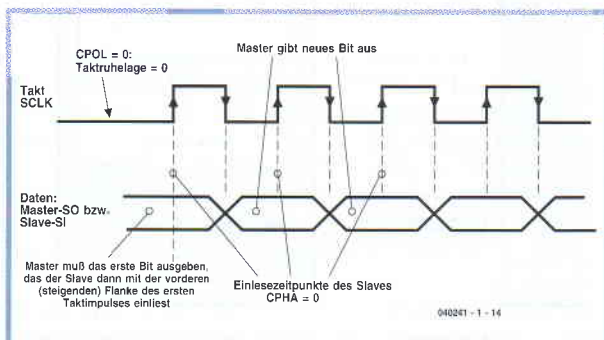 CPOL = 0:
Taktruhelage = 0
Master gibt neues Bit aus
Takt
SCLK
Daten:
Master-SO bzw.
Slave-SI
Master muß das erste Bit ausgeben,
das der Slave dann mit der vorderen
(steigenden) Flanke des ersten
Taktimpulses einliest
Einlesezeitpunkte des Slaves
CPHA = 0
040241 - 1 - 14